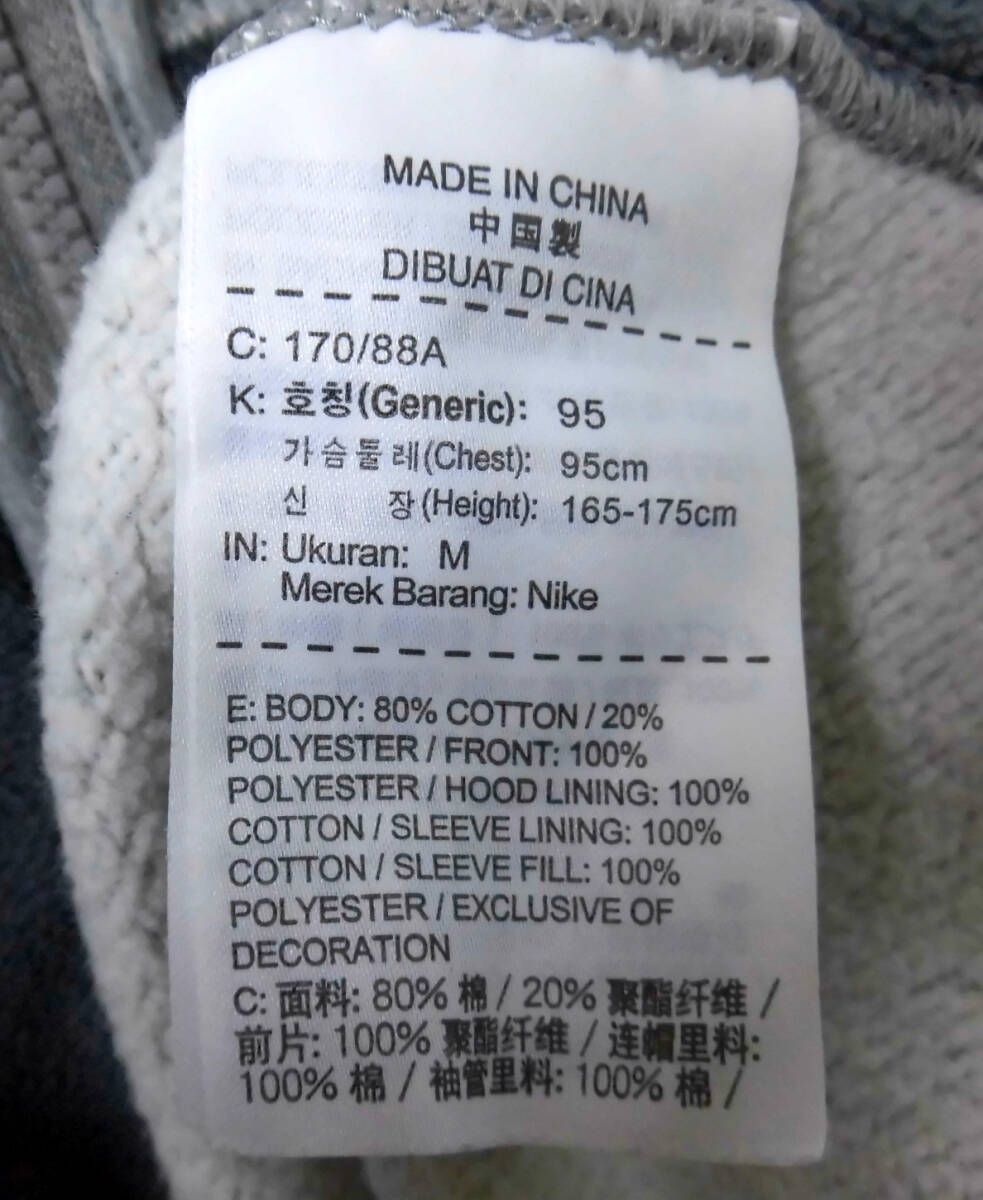 MADE IN CHINA
中国製
DIBUAT DI CINA
C: 170/88A
K: 호칭(Generic): 95
가슴둘레(Chest): 95cm
신 장(Height): 165-175cm
IN: Ukuran: M
Merek Barang: Nike
E: BODY: 80% COTTON / 20%
POLYESTER / FRONT: 100%
POLYESTER / HOOD LINING: 100%
COTTON / SLEEVE LINING: 100%
COTTON / SLEEVE FILL: 100%
POLYESTER / EXCLUSIVE OF
DECORATION
C: 面料: 80% 棉 / 20% 聚酯纤维 /
前片: 100% 聚酯纤维 / 连帽里料:
100% 棉 / 袖管里料: 100% 棉 /